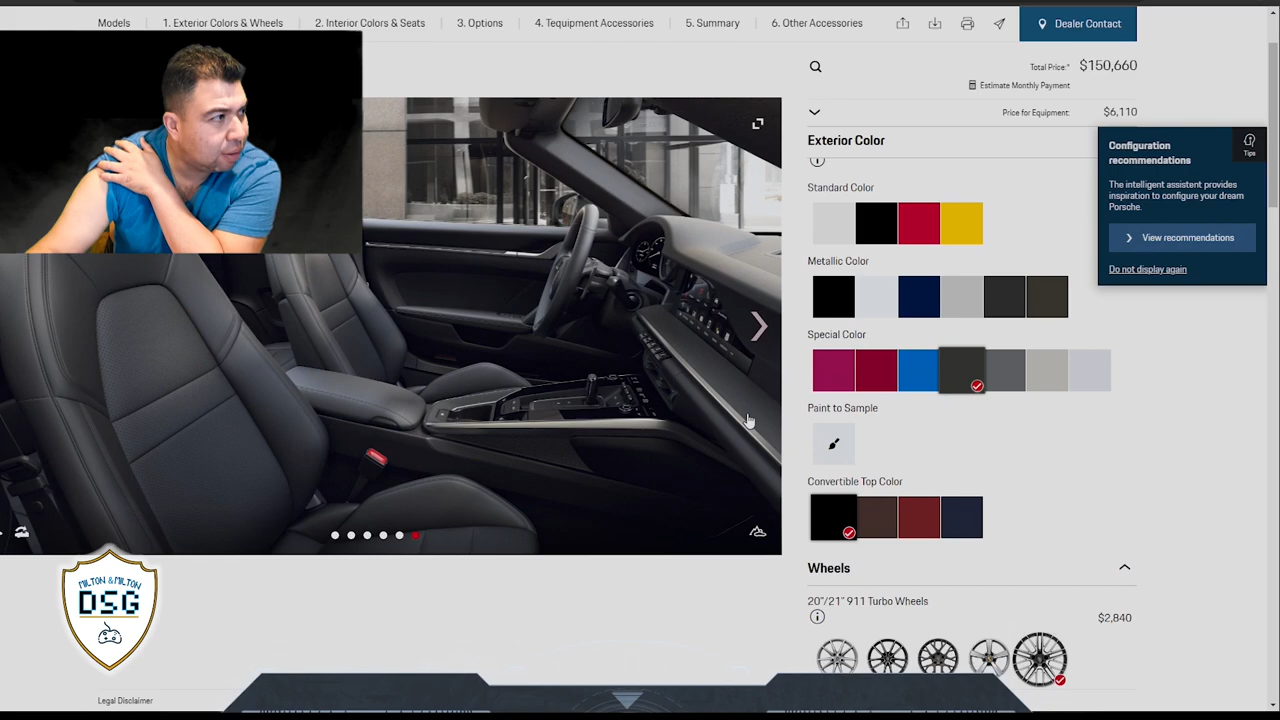 Models
1. Exterior Colors & Wheels
2. Interior Colors & Seats
3. Options
4. Tequipment Accessories
5. Summary
6. Other Accessories
Dealer Contact
Total Price:* $150,660
Estimate Monthly Payment
Price for Equipment: $6,110
Exterior Color
Standard Color
Metallic Color
Special Color
Paint to Sample
Convertible Top Color
Wheels
20"/21" 911 Turbo Wheels
$2,840
Configuration
recommendations
Tips
The intelligent assistent provides
inspiration to configure your dream
Porsche.
View recommendations
Do not display again
MILTON & MILTON
DSG
Legal Disclaimer